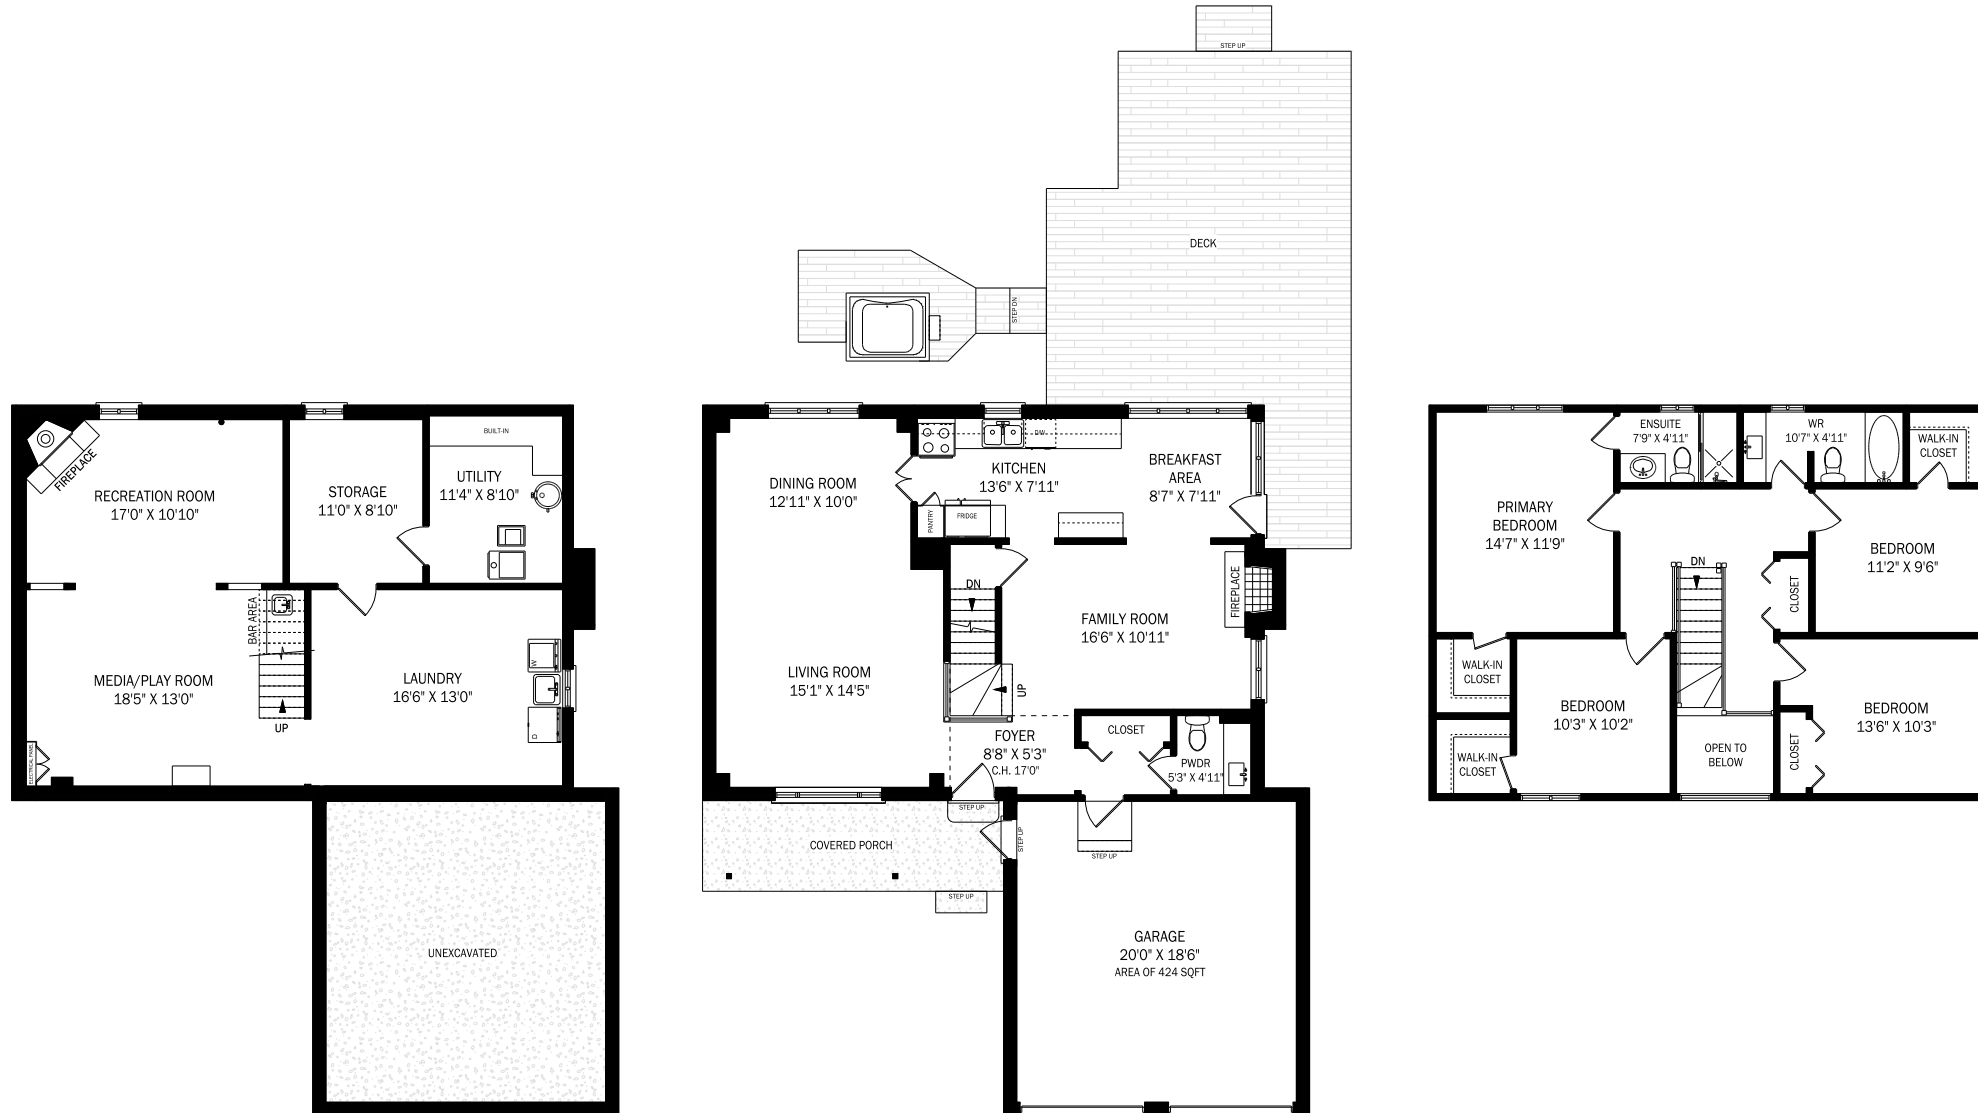 FIREPLACE
RECREATION ROOM
17'0" X 10'10"
STORAGE
11'0" X 8'10"
BUILT-IN
UTILITY
11'4" X 8'10"
BAR AREA
MEDIA/PLAY ROOM
18'5" X 13'0"
UP
LAUNDRY
16'6" X 13'0"
W
D
ELECTRICAL PANEL
UNEXCAVATED
STEP UP
DECK
STEP DN
DINING ROOM
12'11" X 10'0"
D/W
KITCHEN
13'6" X 7'11"
BREAKFAST
AREA
8'7" X 7'11"
PANTRY
FRIDGE
DN
FAMILY ROOM
16'6" X 10'11"
FIREPLACE
LIVING ROOM
15'1" X 14'5"
UP
FOYER
8'8" X 5'3"
C.H. 17'0"
CLOSET
PWDR
5'3" X 4'11"
STEP UP
STEP UP
COVERED PORCH
STEP UP
STEP UP
GARAGE
20'0" X 18'6"
AREA OF 424 SQFT
ENSUITE
7'9" X 4'11"
WR
10'7" X 4'11"
WALK-IN
CLOSET
PRIMARY
BEDROOM
14'7" X 11'9"
BEDROOM
11'2" X 9'6"
DN
CLOSET
WALK-IN
CLOSET
BEDROOM
10'3" X 10'2"
BEDROOM
13'6" X 10'3"
OPEN TO
BELOW
CLOSET
WALK-IN
CLOSET